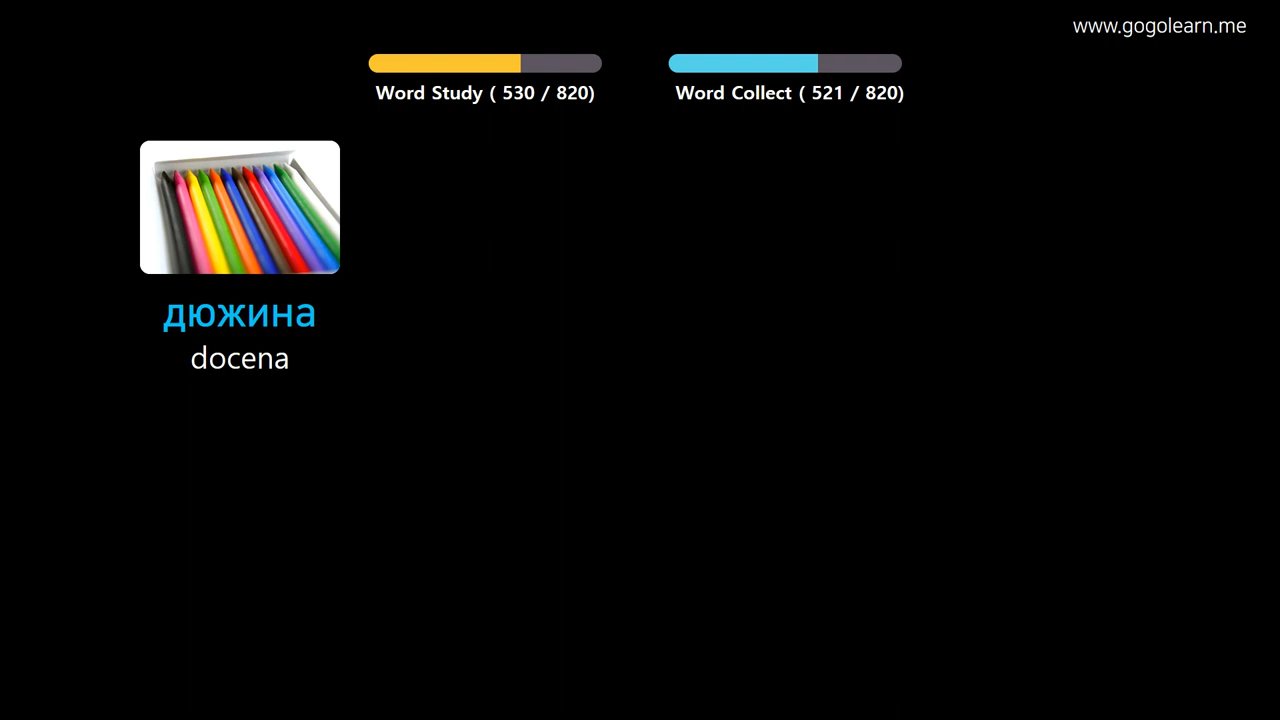 www.gogolearn.me
Word Study ( 530 / 820)
Word Collect ( 521 / 820)
дюжина
docena